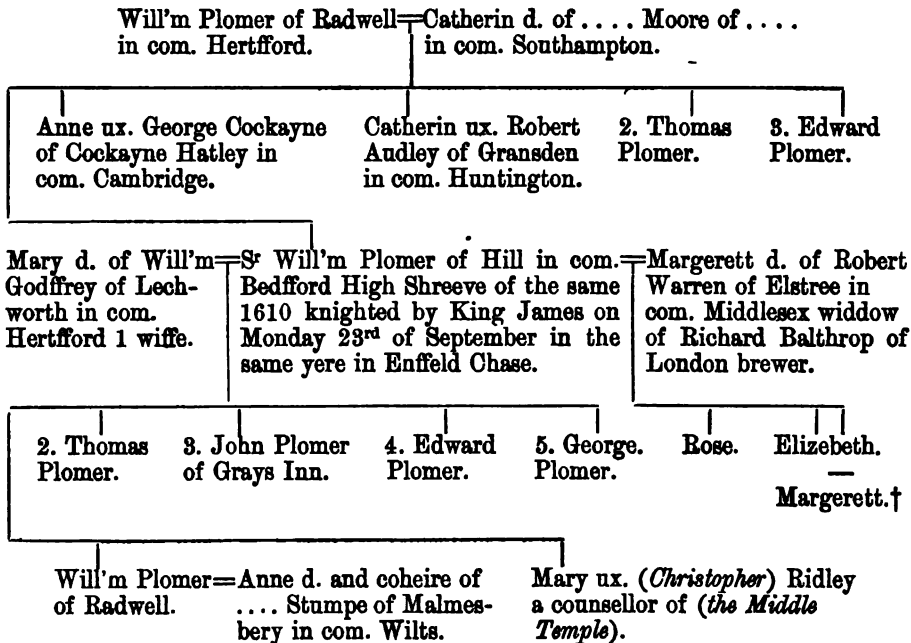 Will'm Plomer of Radwell
in com. Hertfford.
Catherin d. of .... Moore of ....
in com. Southampton.
Anne ux. George Cockayne
of Cockayne Hatley in
com. Cambridge.
Catherin ux. Robert
Audley of Gransden
in com. Huntington.
2. Thomas
Plomer.
3. Edward
Plomer.
Mary d. of Will'm
Godffrey of Lech-
worth in com.
Hertfford 1 wiffe.
Sr Will'm Plomer of Hill in com.
Bedfford High Shreeve of the same
1610 knighted by King James on
Monday 23rd of September in the
same yere in Enffeld Chase.
Margerett d. of Robert
Warren of Elstree in
com. Middlesex widdow
of Richard Balthrop of
London brewer.
2. Thomas
Plomer.
3. John Plomer
of Grays Inn.
4. Edward
Plomer.
5. George.
Plomer.
Rose.
Elizebeth.
—
Margerett.†
Will'm Plomer
of Radwell.
Anne d. and coheire of
.... Stumpe of Malmes-
bery in com. Wilts.
Mary ux. (Christopher) Ridley
a counsellor of (the Middle
Temple).